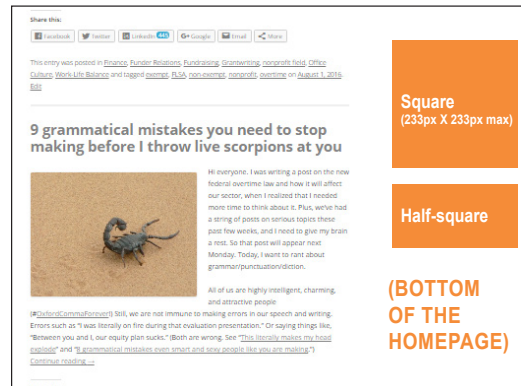 Share this:
Facebook Twitter LinkedIn 445 Google Email More
This entry was posted in Finance, Funder Relations, Fundraising, Grantwriting, nonprofit field, Office
Culture, Work-Life Balance and tagged exempt, FLSA, non-exempt, nonprofit, overtime on August 1, 2016.
Edit
9 grammatical mistakes you need to stop
making before I throw live scorpions at you
Hi everyone. I was writing a post on the new
federal overtime law and how it will affect
our sector, when I realized that I needed
more time to think about it. Plus, we've had
a string of posts on serious topics these
past few weeks, and I need to give my brain
a rest. So that post will appear next
Monday. Today, I want to rant about
grammar/punctuation/diction.
All of us are highly intelligent, charming,
and attractive people
(#OxfordCommaForever!) Still, we are not immune to making errors in our speech and writing.
Errors such as "I was literally on fire during that evaluation presentation." Or saying things like,
"Between you and I, our equity plan sucks." (Both are wrong. See "This literally makes my head
explode" and "8 grammatical mistakes even smart and sexy people like you are making.")
Continue reading →
Square
(233px X 233px max)
Half-square
(BOTTOM
OF THE
HOMEPAGE)